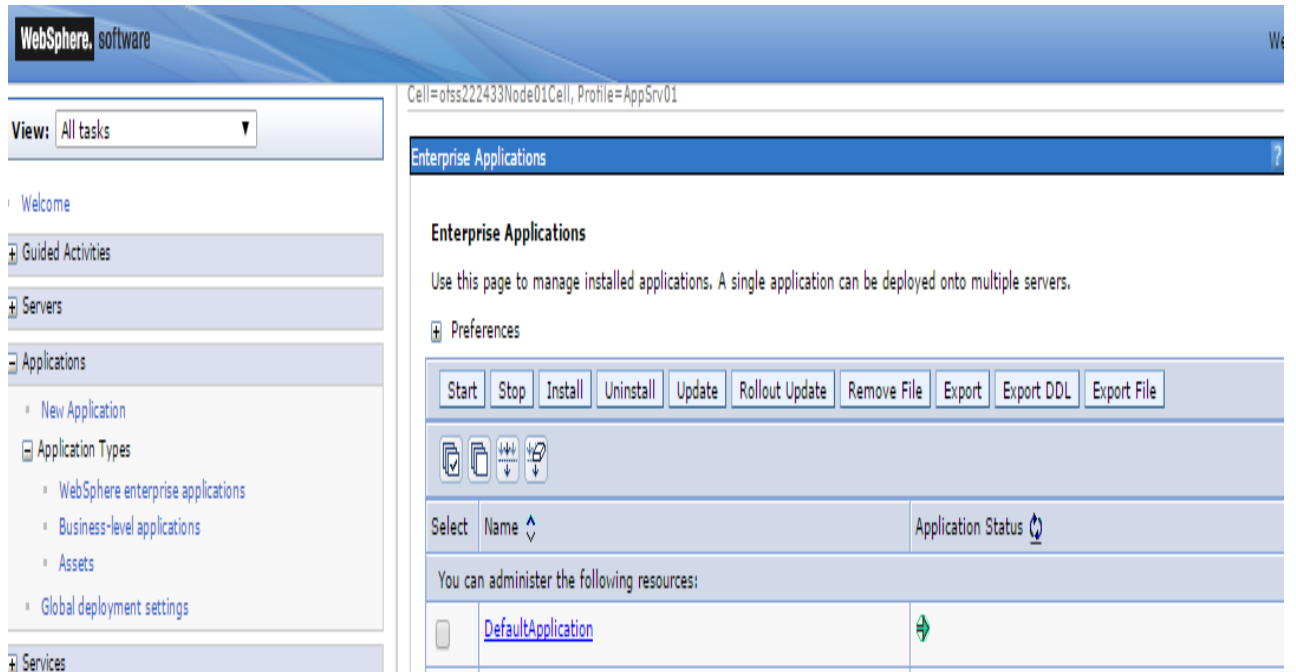 WebSphere. software
We
Cell=ofss222433Node01Cell, Profile=AppSrv01
View: All tasks
Enterprise Applications
?
Welcome
Guided Activities
Servers
Applications
New Application
Application Types
WebSphere enterprise applications
Business-level applications
Assets
Global deployment settings
Services
Enterprise Applications
Use this page to manage installed applications. A single application can be deployed onto multiple servers.
Preferences
Start Stop Install Uninstall Update Rollout Update Remove File Export Export DDL Export File
Select Name Application Status
You can administer the following resources:
DefaultApplication